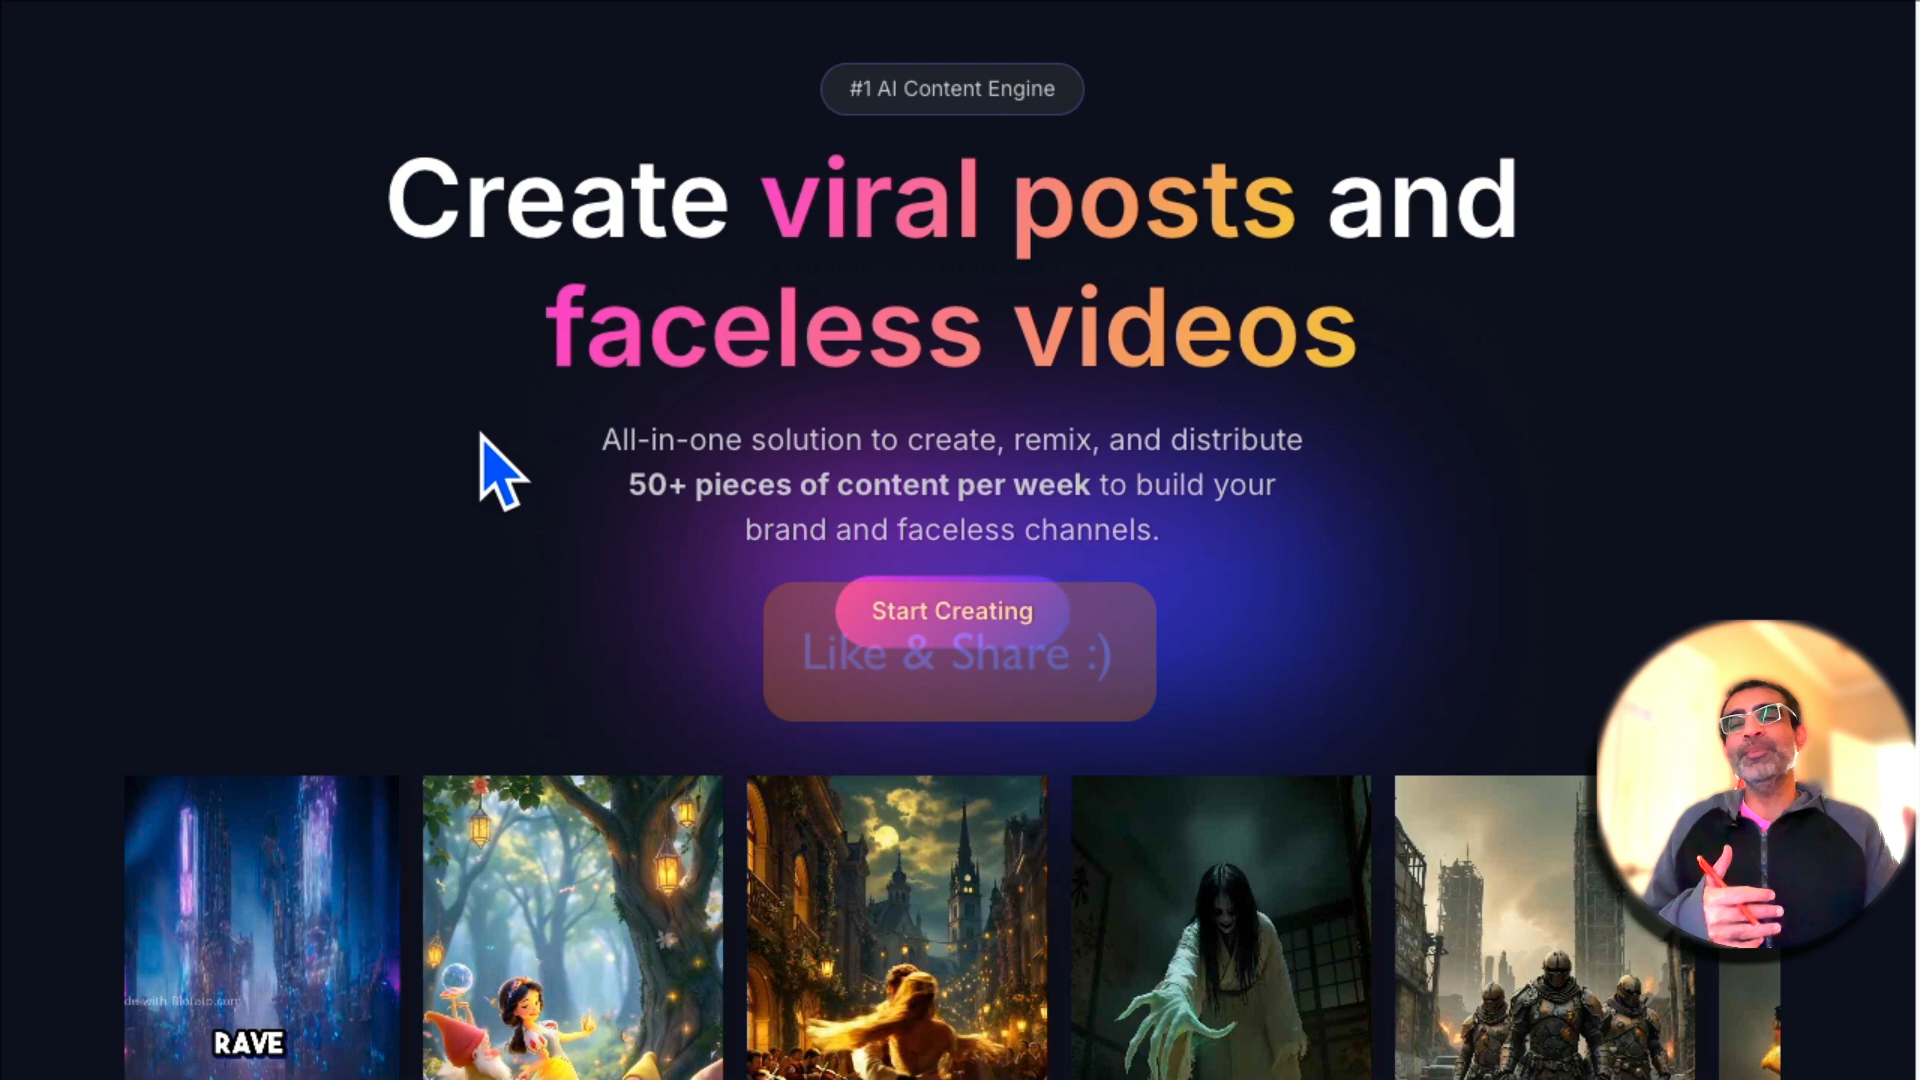 #1 AI Content Engine
Create viral posts and
faceless videos
All-in-one solution to create, remix, and distribute
50+ pieces of content per week to build your
brand and faceless channels.
Start Creating
Like & Share :)
RAVE